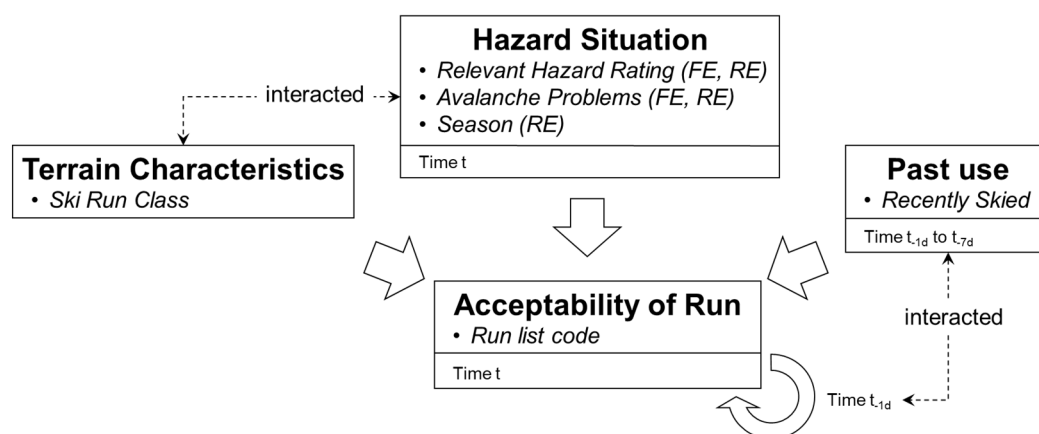 Hazard Situation
• Relevant Hazard Rating (FE, RE)
• Avalanche Problems (FE, RE)
• Season (RE)
Time t
interacted
Terrain Characteristics
• Ski Run Class
Past use
• Recently Skied
Time t-1d to t-7d
interacted
Acceptability of Run
• Run list code
Time t
Time t-1d